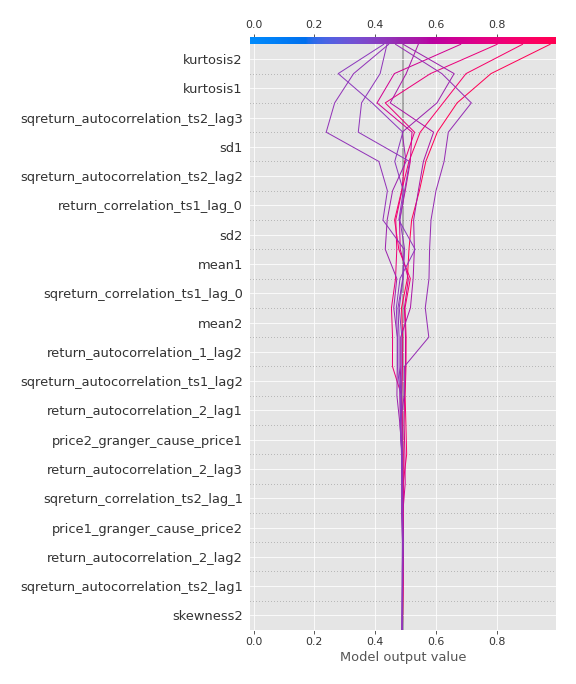 0.0 0.2 0.4 0.6 0.8
kurtosis2
kurtosis1
sqreturn_autocorrelation_ts2_lag3
sd1
sqreturn_autocorrelation_ts2_lag2
return_correlation_ts1_lag_0
sd2
mean1
sqreturn_correlation_ts1_lag_0
mean2
return_autocorrelation_1_lag2
sqreturn_autocorrelation_ts1_lag2
return_autocorrelation_2_lag1
price2_granger_cause_price1
return_autocorrelation_2_lag3
sqreturn_correlation_ts2_lag_1
price1_granger_cause_price2
return_autocorrelation_2_lag2
sqreturn_autocorrelation_ts2_lag1
skewness2
0.0 0.2 0.4 0.6 0.8
Model output value